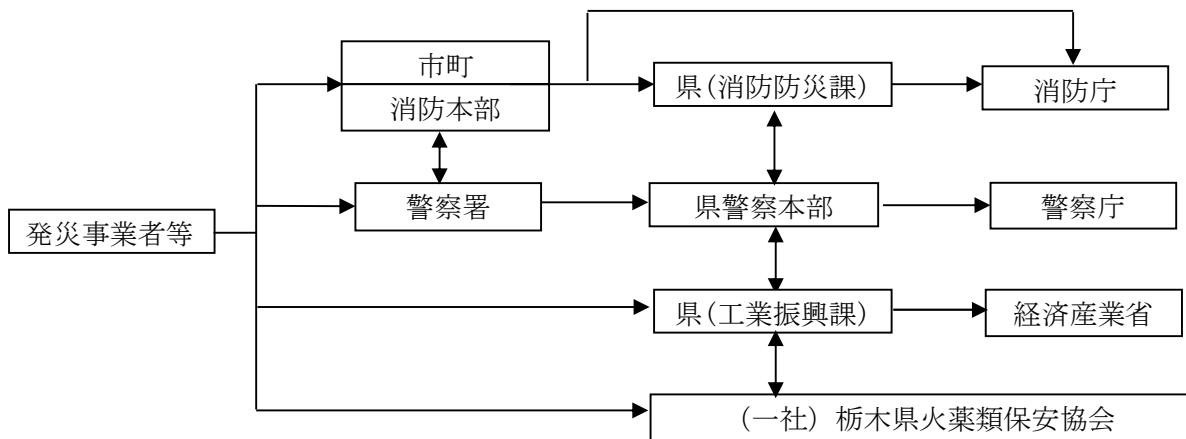 市町
消防本部
県(消防防災課)
消防庁
警察署
県警察本部
警察庁
発災事業者等
県(工業振興課)
経済産業省
(一社) 栃木県火薬類保安協会